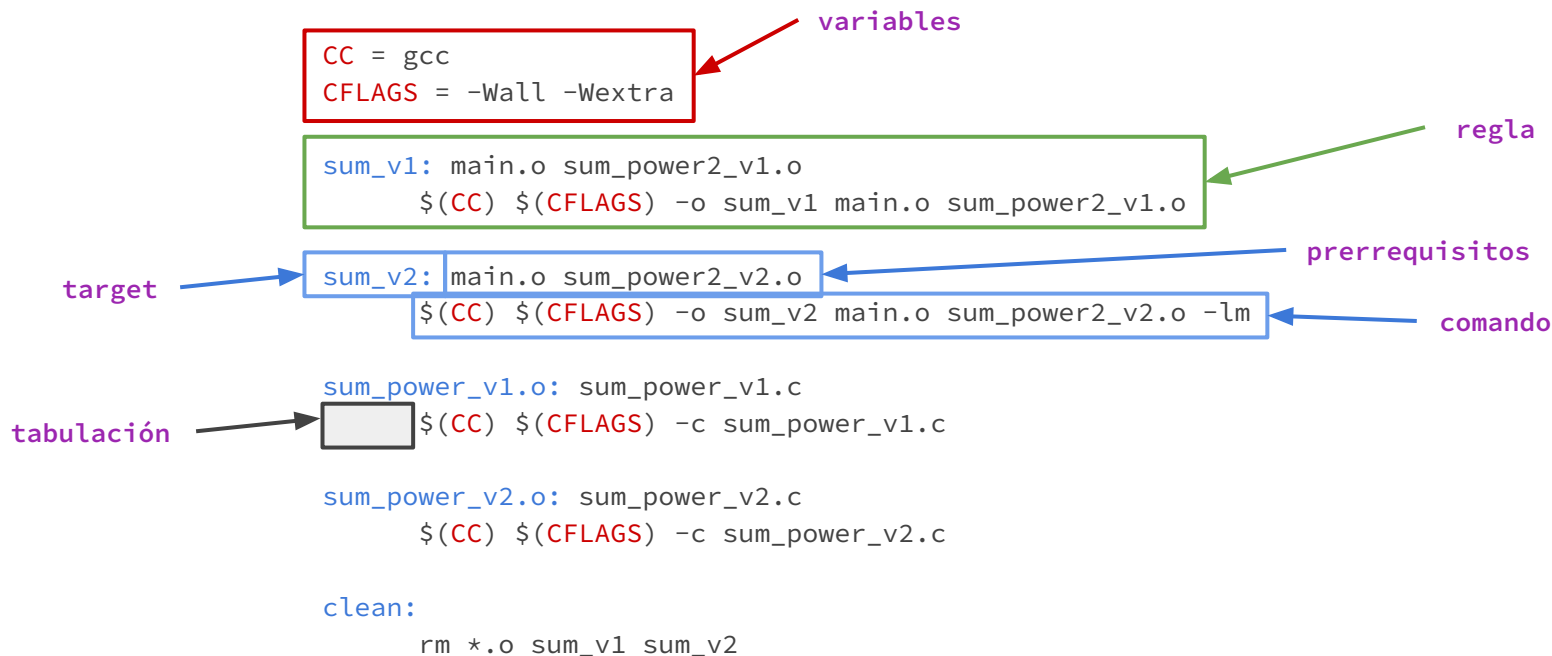 variables
CC = gcc
CFLAGS = -Wall -Wextra
regla
sum_v1: main.o sum_power2_v1.o
$(CC) $(CFLAGS) -o sum_v1 main.o sum_power2_v1.o
prerrequisitos
target
sum_v2: main.o sum_power2_v2.o
$(CC) $(CFLAGS) -o sum_v2 main.o sum_power2_v2.o -lm
comando
sum_power_v1.o: sum_power_v1.c
tabulación
$(CC) $(CFLAGS) -c sum_power_v1.c
sum_power_v2.o: sum_power_v2.c
$(CC) $(CFLAGS) -c sum_power_v2.c
clean:
rm *.o sum_v1 sum_v2